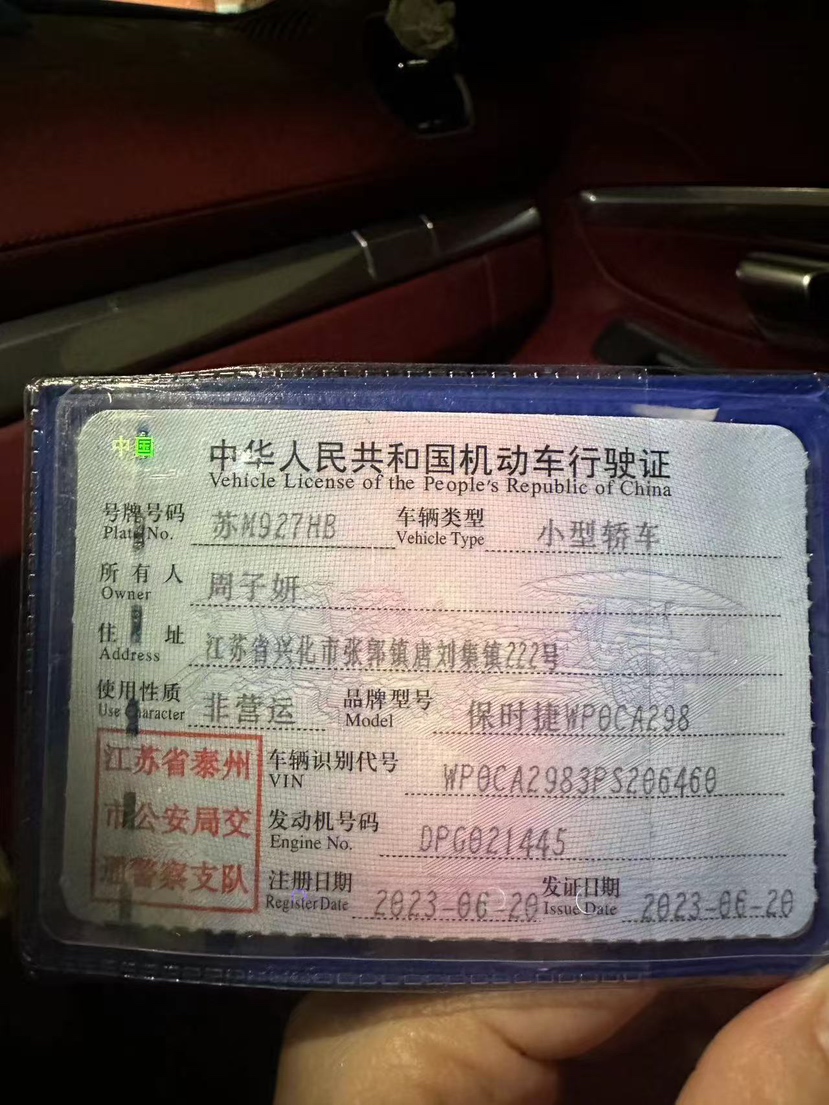 中国
中华人民共和国机动车行驶证
Vehicle License of the People's Republic of China
号牌号码 苏M927HB 车辆类型 小型轿车
Plate No. Vehicle Type
所有人 周子妍
Owner
住址 江苏省兴化市张郭镇唐刘集镇222号
Address
使用性质 非营运 品牌型号 保时捷WP0CA298
Use Character Model
江苏省泰州 车辆识别代号 WP0CA2983PS206460
VIN
市公安局交 发动机号码 DPG021445
Engine No.
通警察支队 注册日期 2023-06-20 发证日期 2023-06-20
Register Date Issue Date